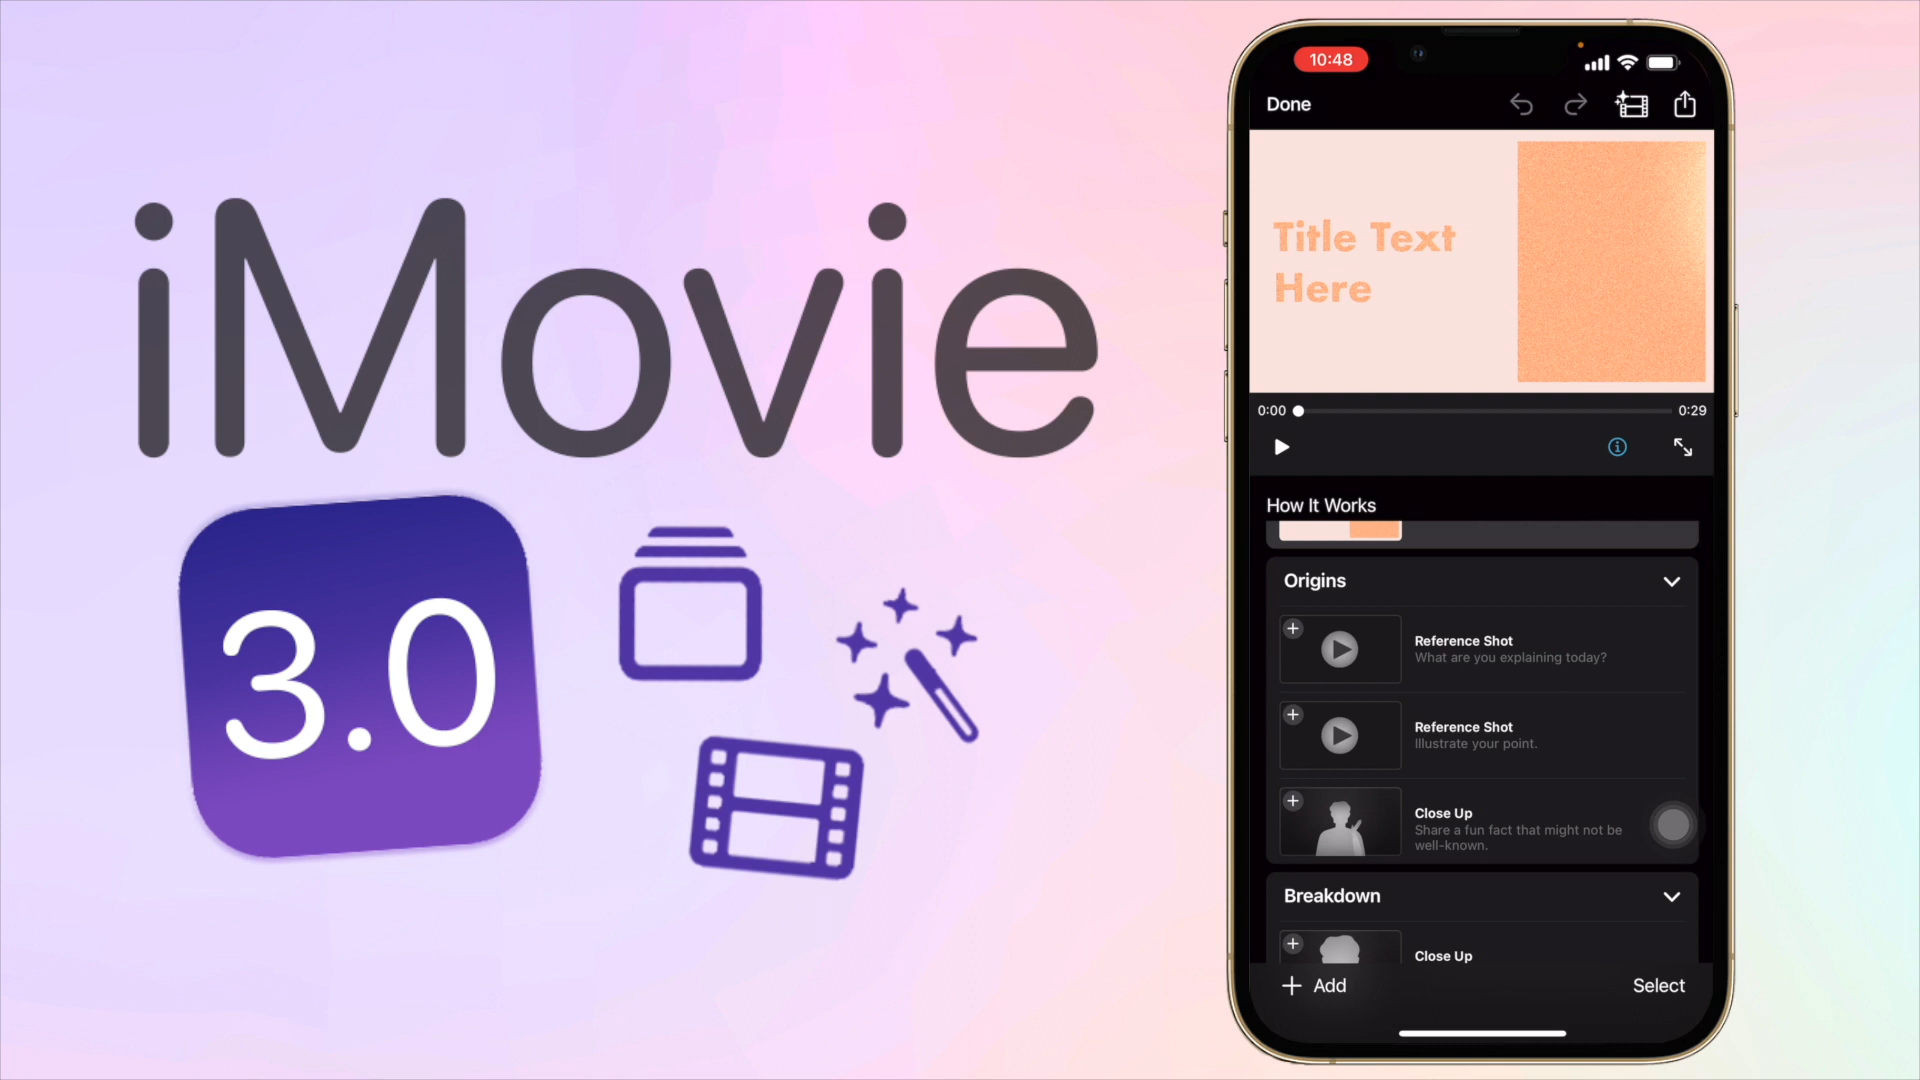 iMovie
3.0
10:48
Done
Title Text
Here
0:00
0:29
How It Works
Origins
Reference Shot
What are you explaining today?
Reference Shot
Illustrate your point.
Close Up
Share a fun fact that might not be
well-known.
Breakdown
Close Up
Add
Select